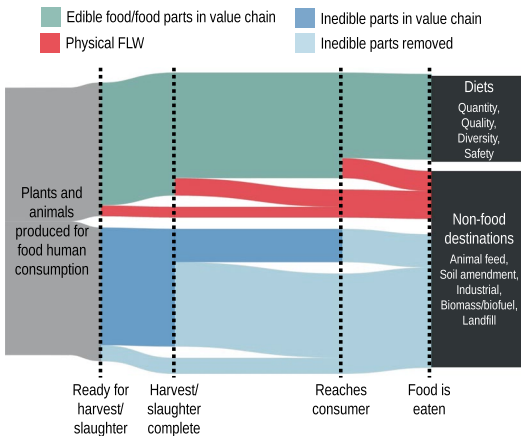 Edible food/food parts in value chain
Inedible parts in value chain
Physical FLW
Inedible parts removed
Plants and
animals
produced for
food human
consumption
Diets
Quantity,
Quality,
Diversity,
Safety
Non-food
destinations
Animal feed,
Soil amendment,
Industrial,
Biomass/biofuel,
Landfill
Ready for
harvest/
slaughter
Harvest/
slaughter
complete
Reaches
consumer
Food is
eaten